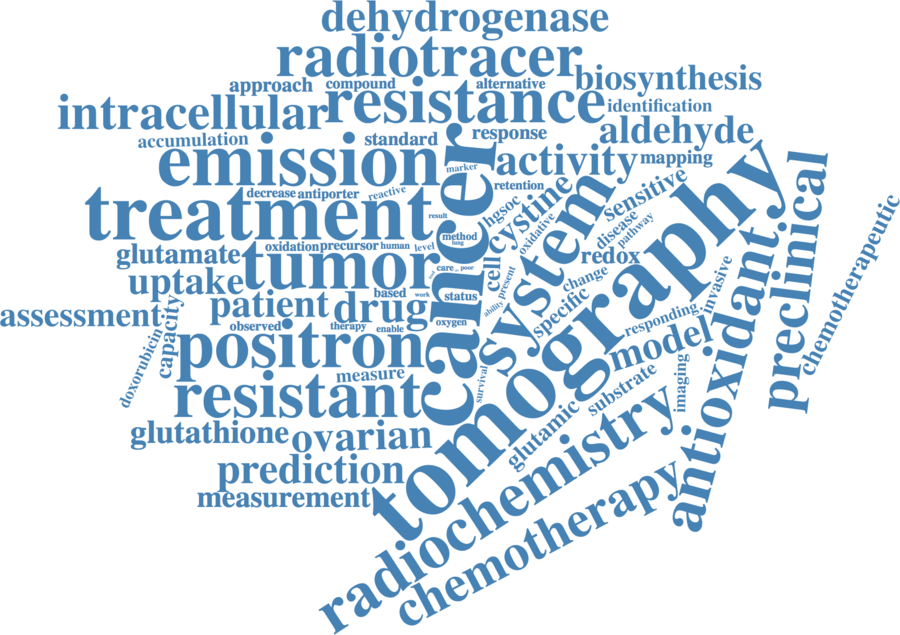 dehydrogenase
radiotracer
approach
compound
alternative
biosynthesis
intracellular
resistance
identification
accumulation
standard
response
aldehyde
emission
marker
activity
mapping
decrease
antiporter
reactive
retention
treatment
result
cancer
hgsoc
cystine
oxidative
system
sensitive
disease
pathway
tomography
preclinical
chemotherapeutic
glutamate
oxidation
precursor
human
level
method
lung
redox
uptake
tumor
care
poor
cell
present
ability
change
specific
invasive
antioxidant
assessment
capacity
doxorubicin
patient
drug
based
work
status
observed
therapy
enable
oxygen
responding
model
positron
measure
survival
imaging
substrate
resistant
glutamic
glutathione
ovarian
radiochemistry
prediction
measurement
chemotherapy